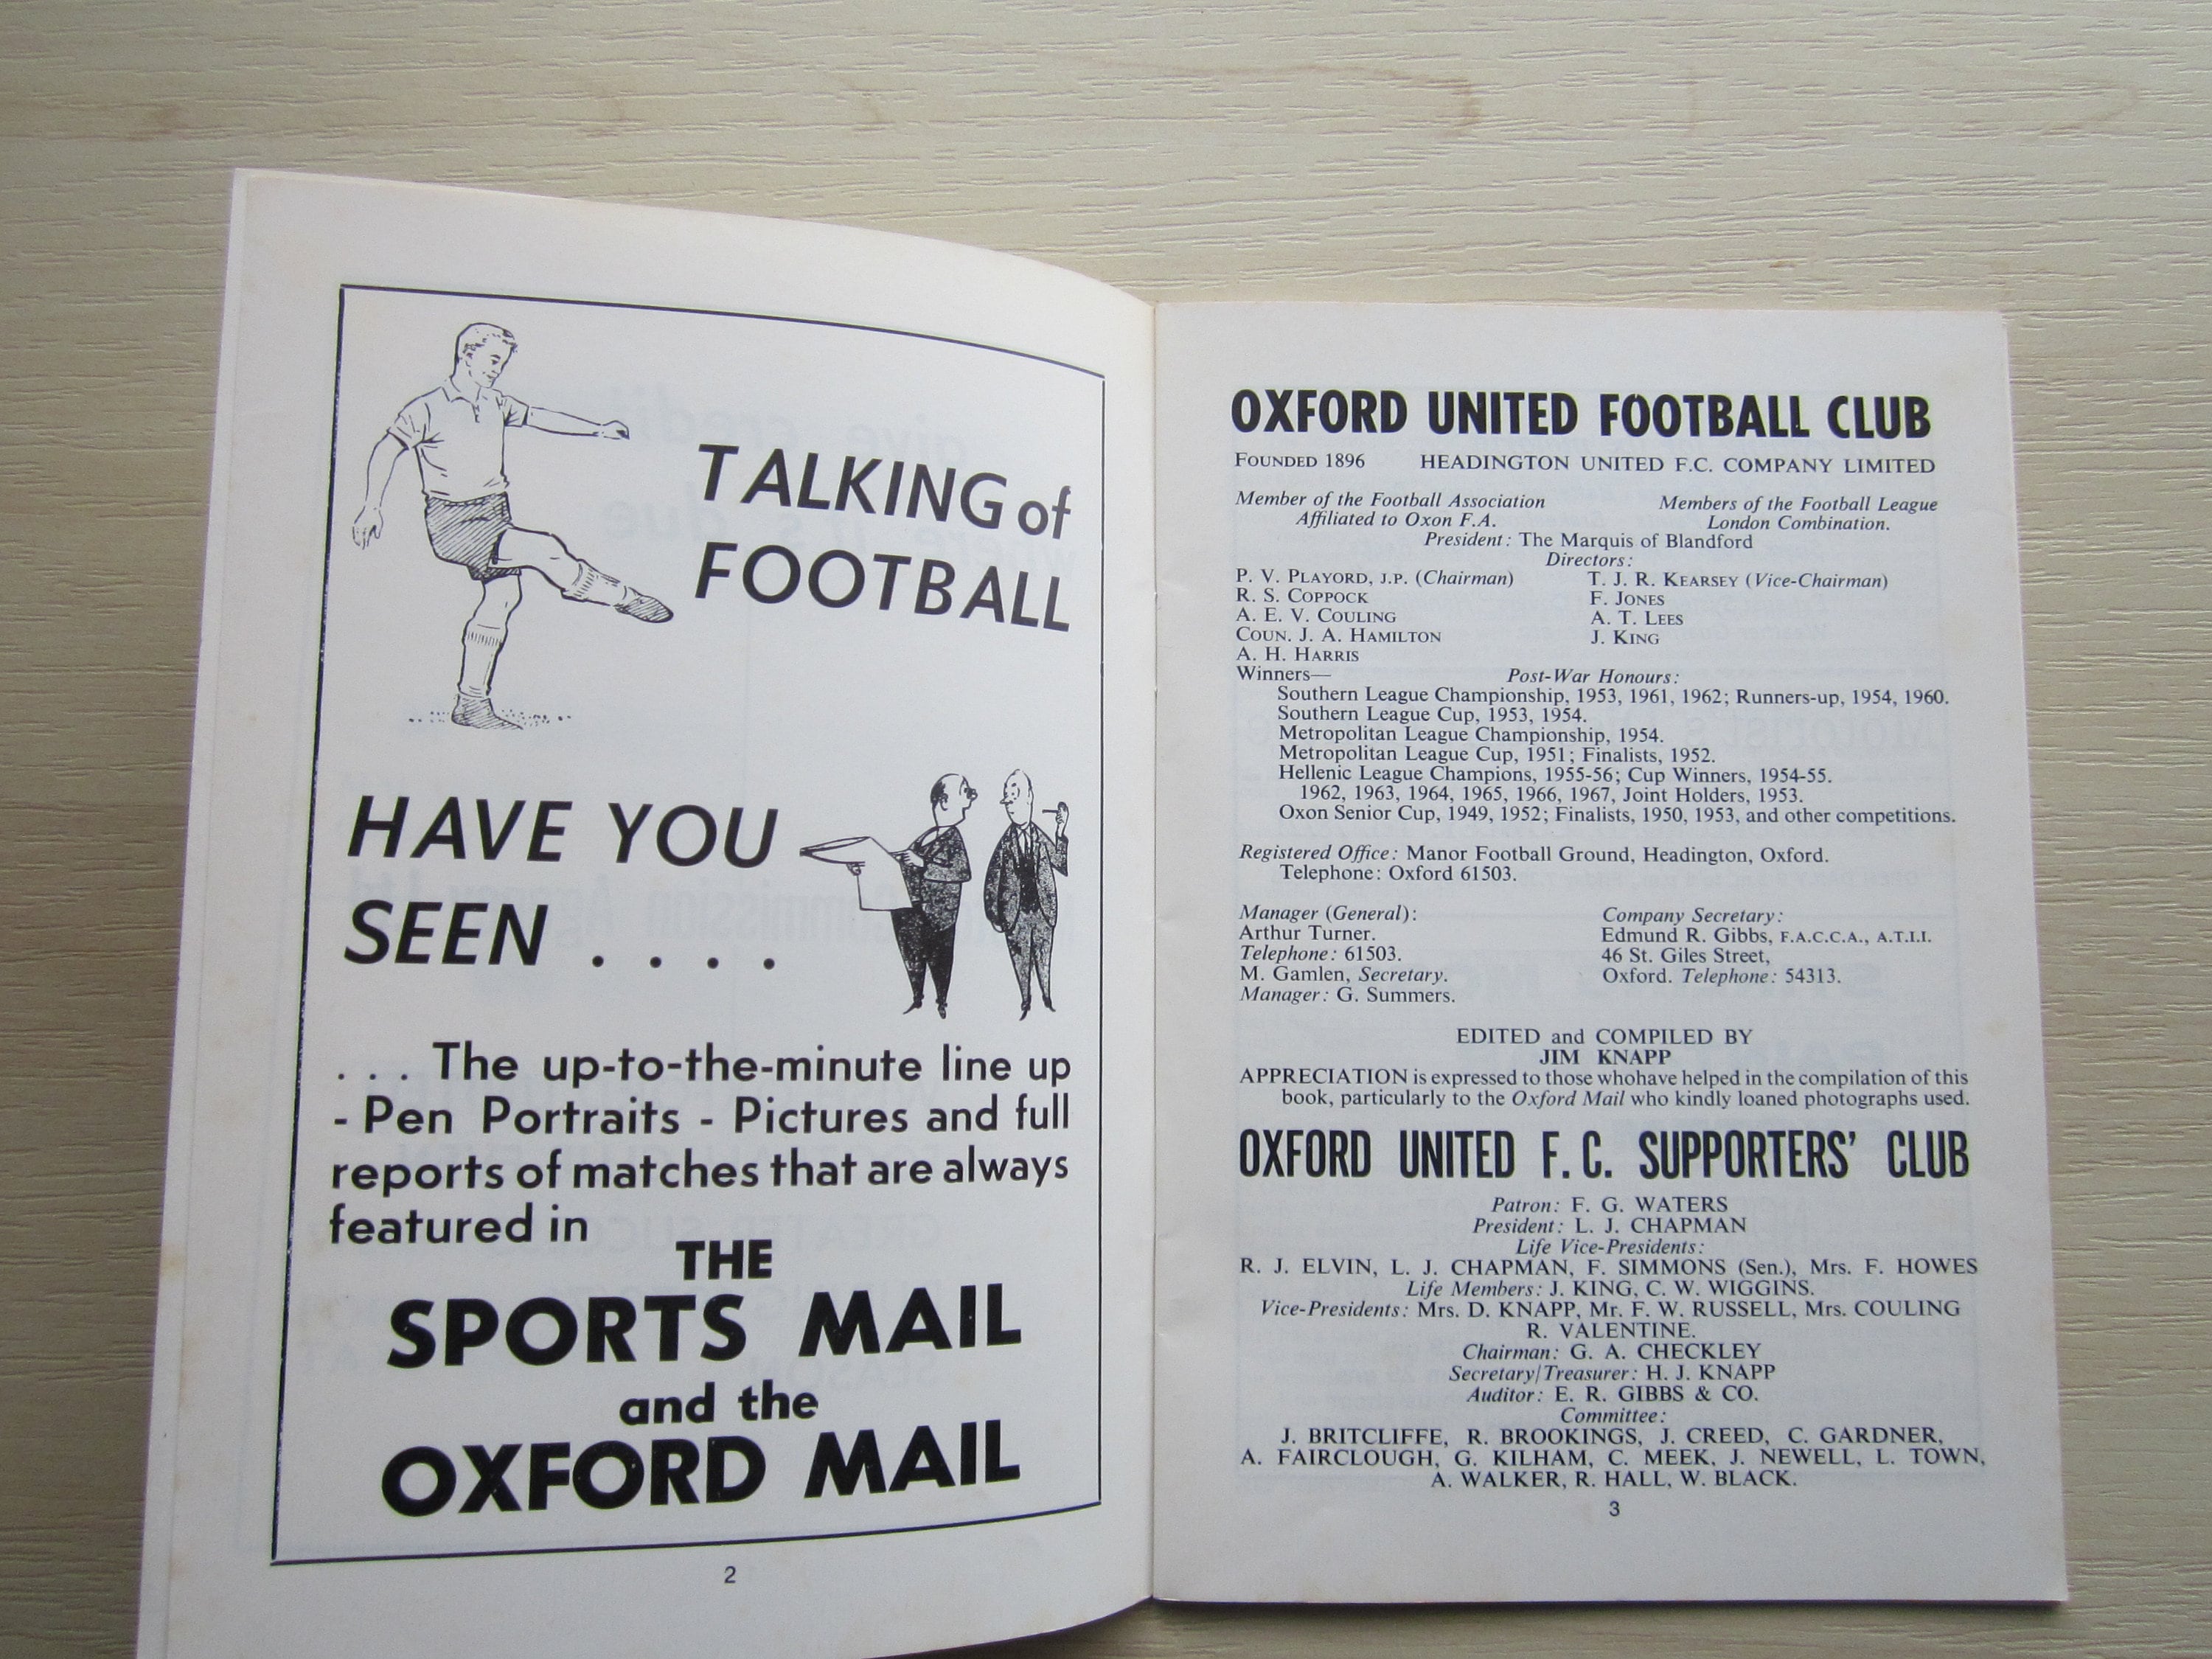 TALKING of
FOOTBALL
HAVE YOU
SEEN . . . .
. . . The up-to-the-minute line up
- Pen Portraits - Pictures and full
reports of matches that are always
featured in
THE
SPORTS MAIL
and the
OXFORD MAIL
2
OXFORD UNITED FOOTBALL CLUB
FOUNDED 1896 HEADINGTON UNITED F.C. COMPANY LIMITED
Member of the Football Association Members of the Football League
Affiliated to Oxon F.A. London Combination.
President: The Marquis of Blandford
Directors:
P. V. PLAYORD, J.P. (Chairman) T. J. R. KEARSEY (Vice-Chairman)
R. S. COPPOCK F. JONES
A. E. V. COULING A. T. LEES
COUN. J. A. HAMILTON J. KING
A. H. HARRIS
Winners— Post-War Honours:
Southern League Championship, 1953, 1961, 1962; Runners-up, 1954, 1960.
Southern League Cup, 1953, 1954.
Metropolitan League Championship, 1954.
Metropolitan League Cup, 1951; Finalists, 1952.
Hellenic League Champions, 1955-56; Cup Winners, 1954-55.
1962, 1963, 1964, 1965, 1966, 1967, Joint Holders, 1953.
Oxon Senior Cup, 1949, 1952; Finalists, 1950, 1953, and other competitions.
Registered Office: Manor Football Ground, Headington, Oxford.
Telephone: Oxford 61503.
Manager (General): Company Secretary:
Arthur Turner. Edmund R. Gibbs, F.A.C.C.A., A.T.I.I.
Telephone: 61503. 46 St. Giles Street,
M. Gamlen, Secretary. Oxford. Telephone: 54313.
Manager: G. Summers.
EDITED and COMPILED BY
JIM KNAPP
APPRECIATION is expressed to those whohave helped in the compilation of this
book, particularly to the Oxford Mail who kindly loaned photographs used.
OXFORD UNITED F.C. SUPPORTERS' CLUB
Patron: F. G. WATERS
President: L. J. CHAPMAN
Life Vice-Presidents:
R. J. ELVIN, L. J. CHAPMAN, F. SIMMONS (Sen.), Mrs. F. HOWES
Life Members: J. KING, C. W. WIGGINS.
Vice-Presidents: Mrs. D. KNAPP, Mr. F. W. RUSSELL, Mrs. COULING
R. VALENTINE.
Chairman: G. A. CHECKLEY
Secretary/Treasurer: H. J. KNAPP
Auditor: E. R. GIBBS & CO.
Committee:
J. BRITCLIFFE, R. BROOKINGS, J. CREED, C. GARDNER,
A. FAIRCLOUGH, G. KILHAM, C. MEEK, J. NEWELL, L. TOWN,
A. WALKER, R. HALL, W. BLACK.
3